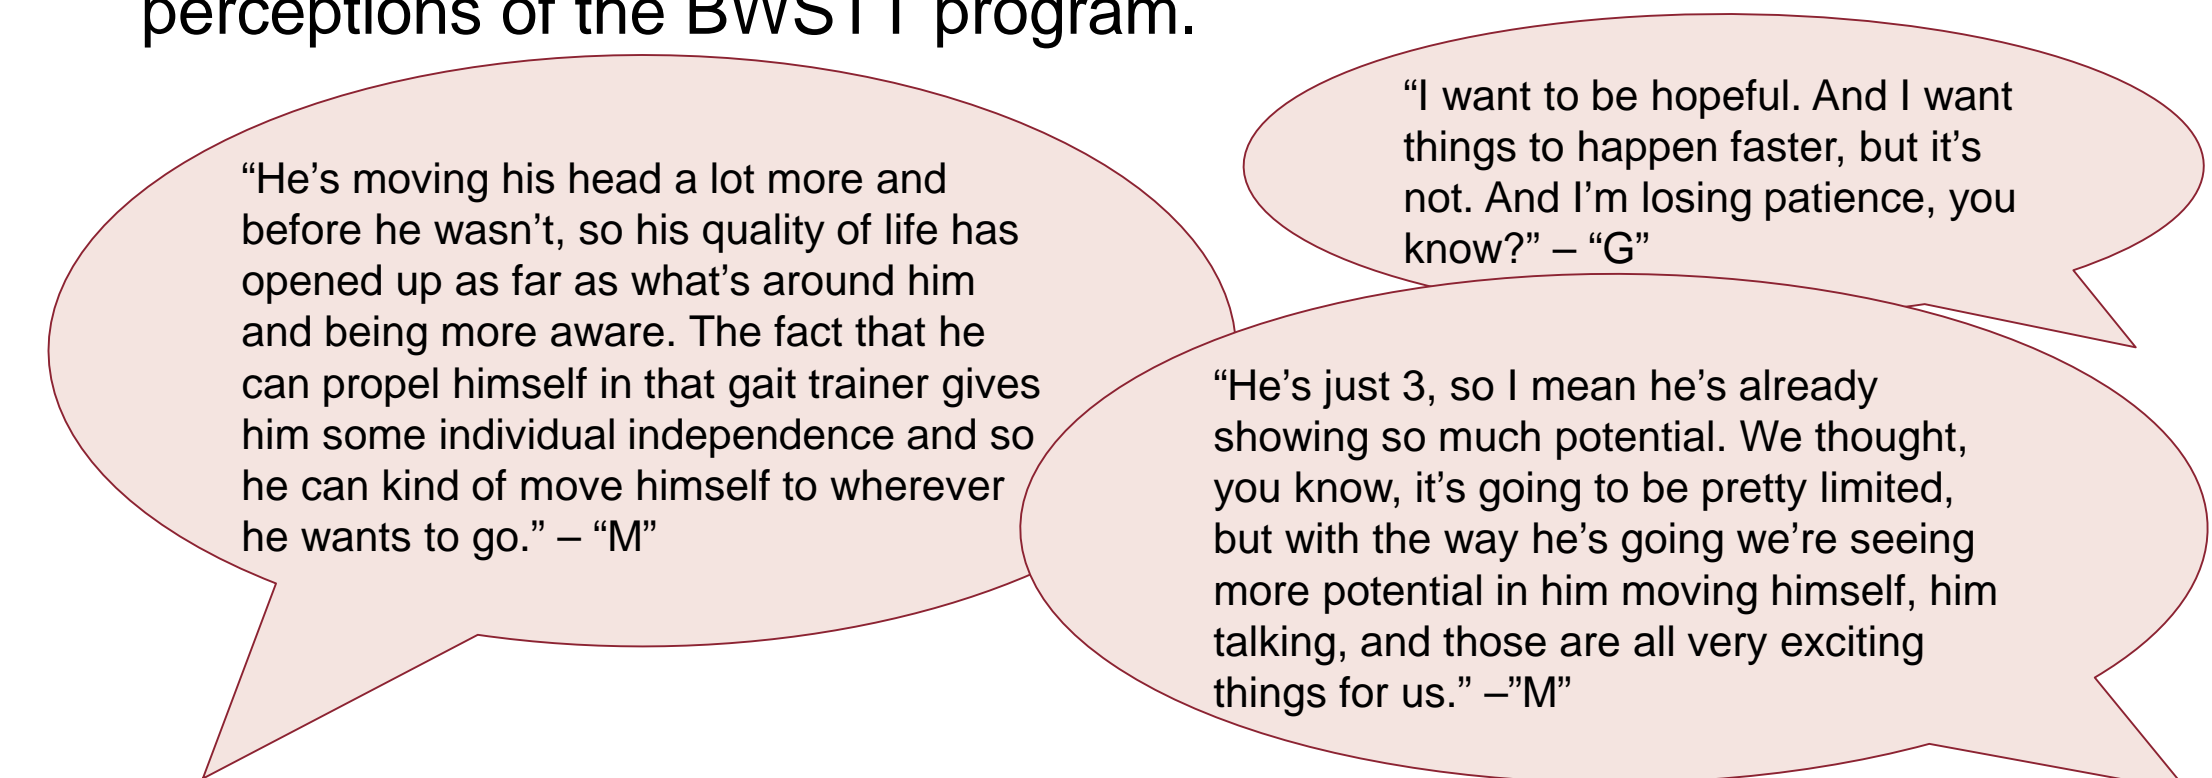 perceptions of the BWSTT program.
“He’s moving his head a lot more and
before he wasn’t, so his quality of life has
opened up as far as what’s around him
and being more aware. The fact that he
can propel himself in that gait trainer gives
him some individual independence and so
he can kind of move himself to wherever
he wants to go.” – “M”
“I want to be hopeful. And I want
things to happen faster, but it’s
not. And I’m losing patience, you
know?” – “G”
“He’s just 3, so I mean he’s already
showing so much potential. We thought,
you know, it’s going to be pretty limited,
but with the way he’s going we’re seeing
more potential in him moving himself, him
talking, and those are all very exciting
things for us.” –”M”